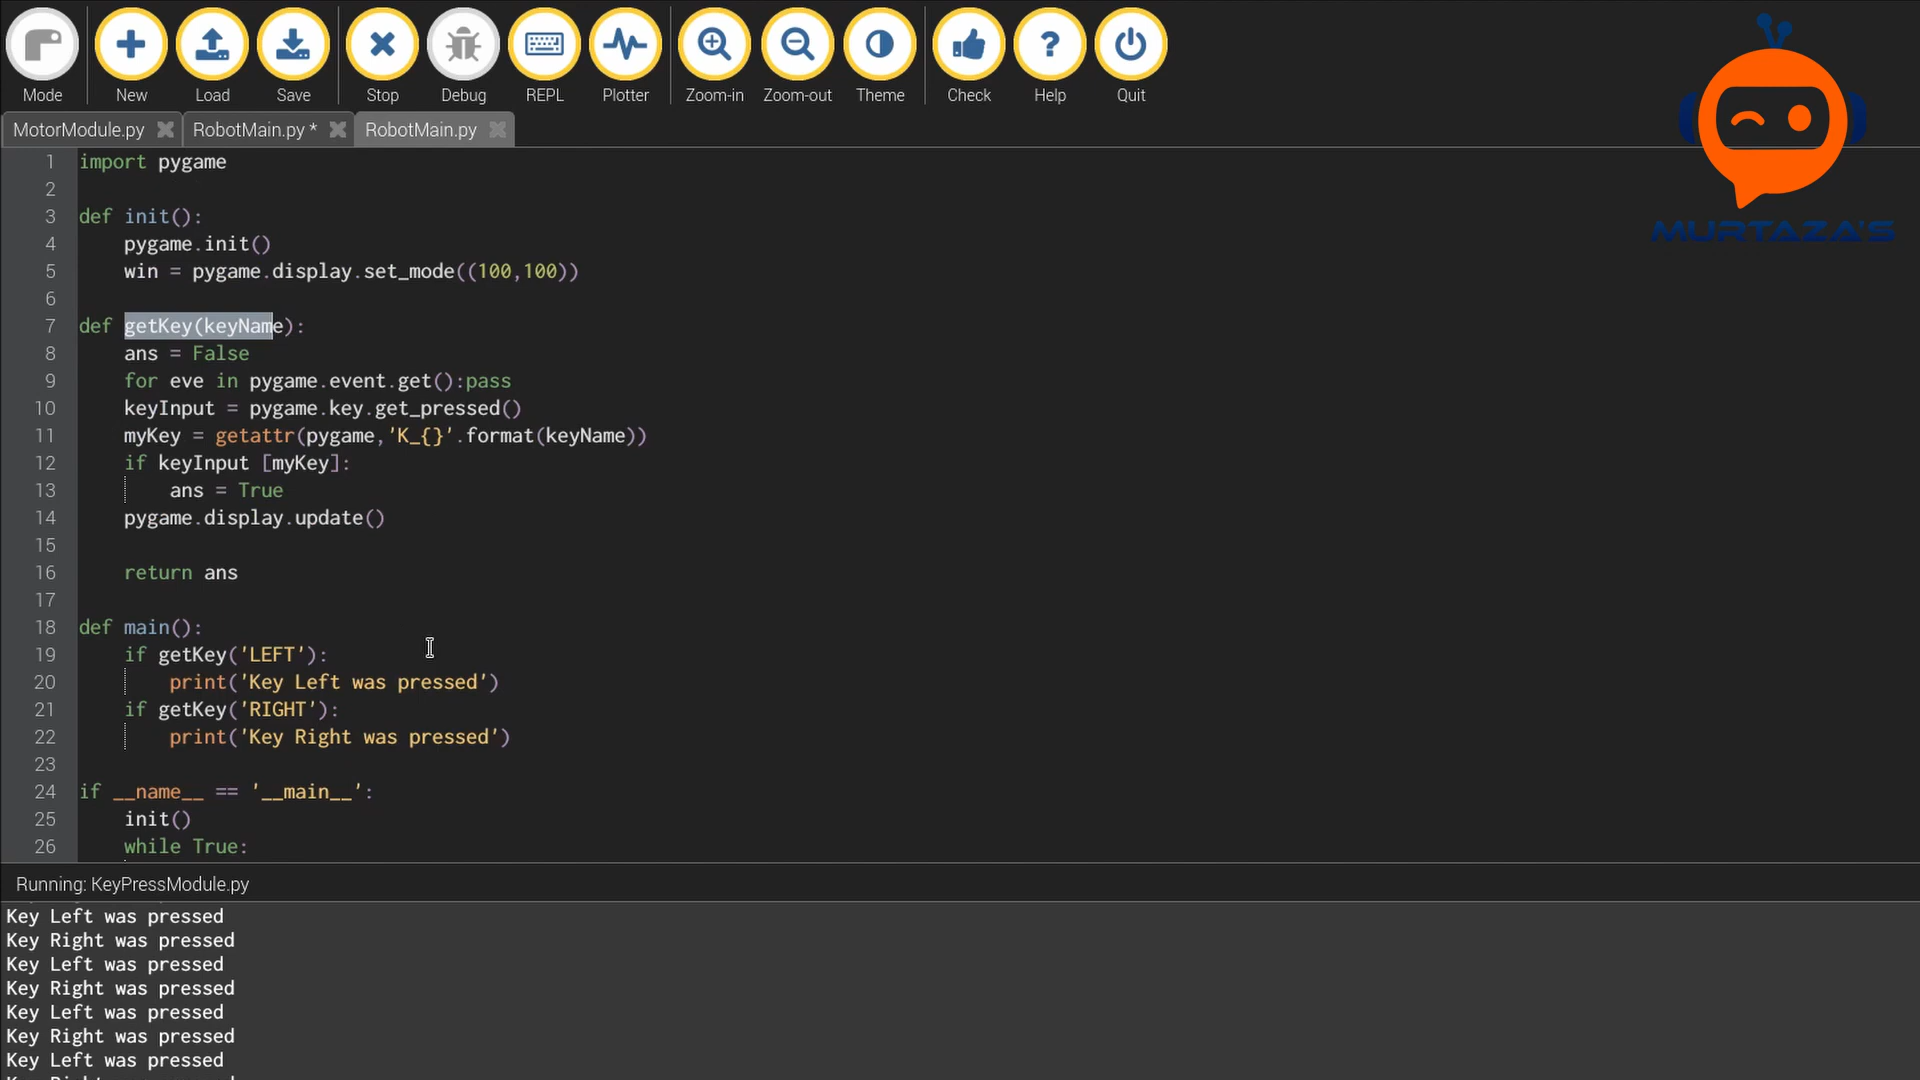 Mode
New
Load
Save
Stop
Debug
REPL
Plotter
Zoom-in
Zoom-out
Theme
Check
Help
Quit
MURTAZA'S
MotorModule.py
RobotMain.py *
RobotMain.py
1 import pygame
2
3 def init():
4 pygame.init()
5 win = pygame.display.set_mode((100,100))
6
7 def getKey(keyName):
8 ans = False
9 for eve in pygame.event.get():pass
10 keyInput = pygame.key.get_pressed()
11 myKey = getattr(pygame,'K_{}'.format(keyName))
12 if keyInput [myKey]:
13 ans = True
14 pygame.display.update()
15
16 return ans
17
18 def main():
19 if getKey('LEFT'):
20 print('Key Left was pressed')
21 if getKey('RIGHT'):
22 print('Key Right was pressed')
23
24 if __name__ == '__main__':
25 init()
26 while True:
Running: KeyPressModule.py
Key Left was pressed
Key Right was pressed
Key Left was pressed
Key Right was pressed
Key Left was pressed
Key Right was pressed
Key Left was pressed